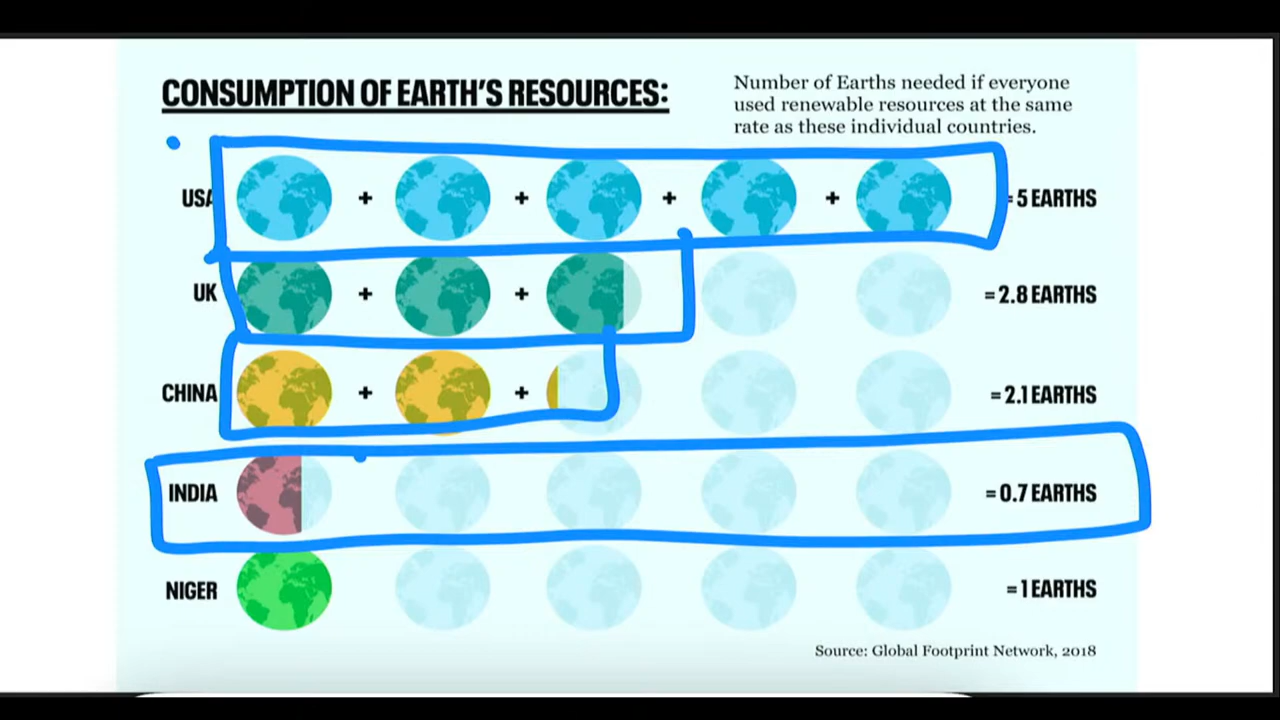 CONSUMPTION OF EARTH'S RESOURCES:
Number of Earths needed if everyone
used renewable resources at the same
rate as these individual countries.
USA + + + + = 5 EARTHS
UK + + = 2.8 EARTHS
CHINA + + = 2.1 EARTHS
INDIA = 0.7 EARTHS
NIGER = 1 EARTHS
Source: Global Footprint Network, 2018